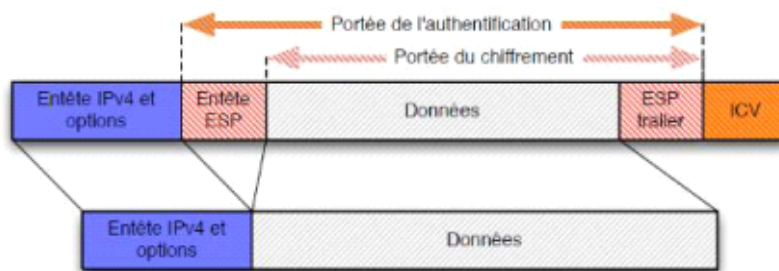 Portée de l'authentification
Portée du chiffrement
Entête IPv4 et
options
Entête
ESP
Données
ESP
trailer
ICV
Entête IPv4 et
options
Données